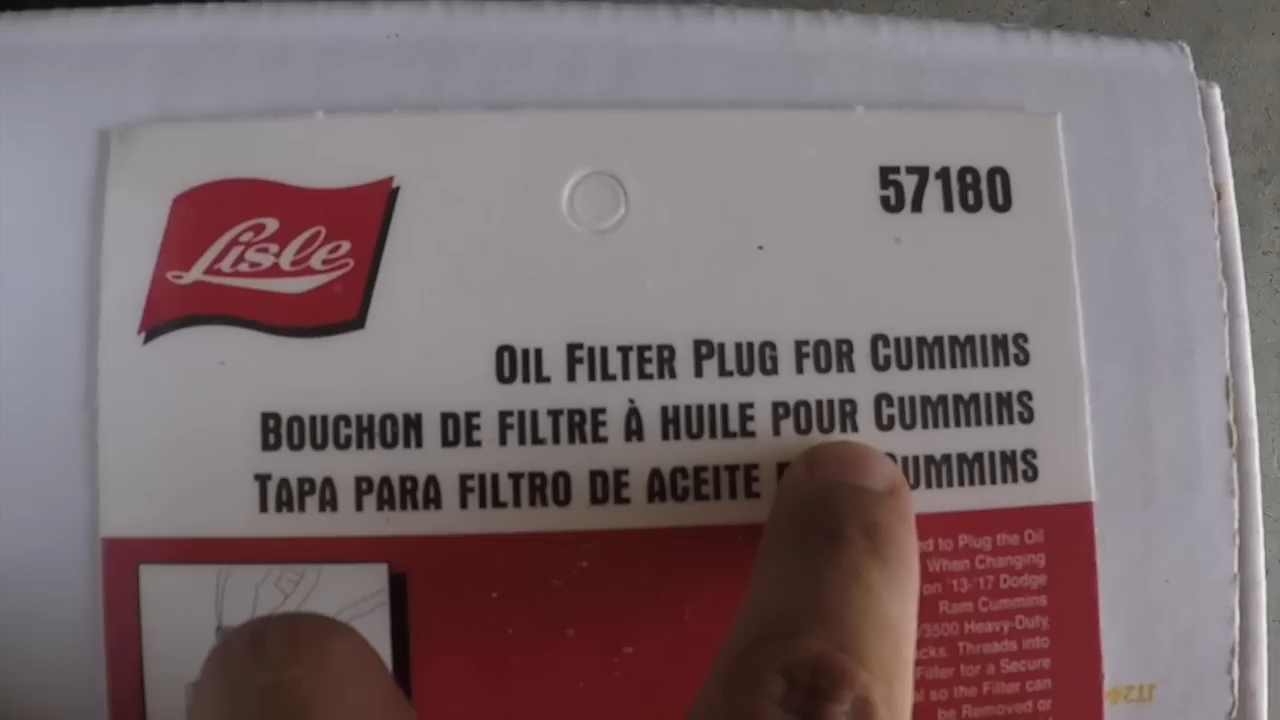 Lisle
57180
OIL FILTER PLUG FOR CUMMINS
BOUCHON DE FILTRE À HUILE POUR CUMMINS
TAPA PARA FILTRO DE ACEITE CUMMINS
to Plug the Oil
When Changing
on '13-'17 Dodge
Ram Cummins
/3500 Heavy-Duty,
Threads into
Filter for a Secure
so the Filter can
be Removed or